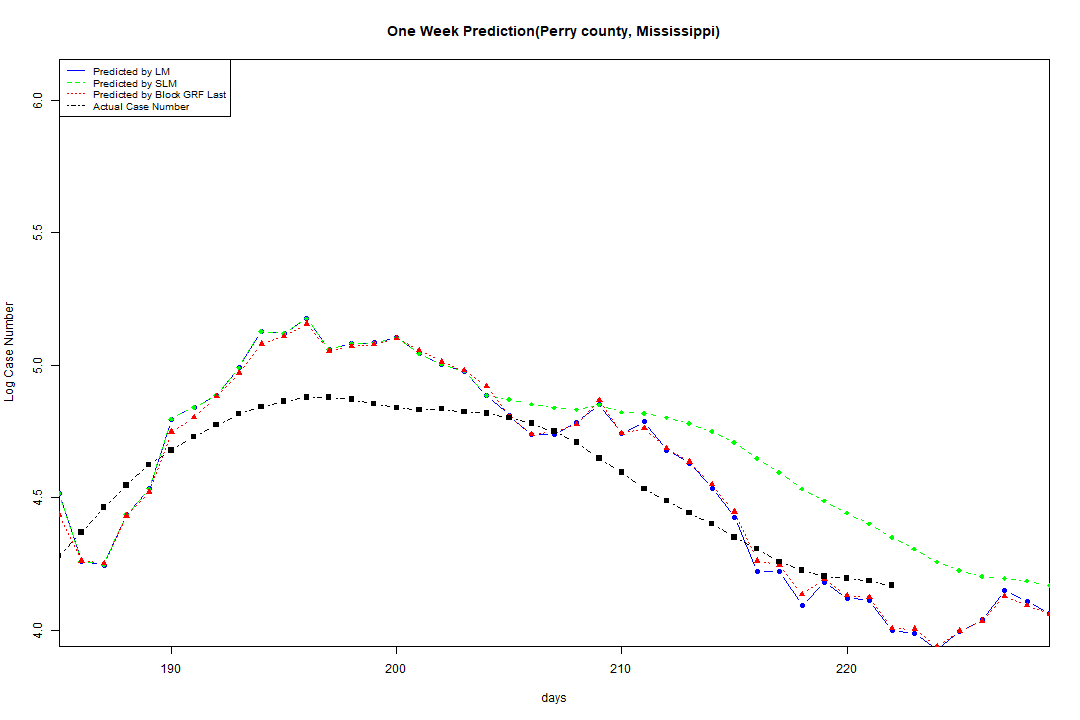 One Week Prediction(Perry county, Mississippi)
Predicted by LM
Predicted by SLM
Predicted by Block GRF Last
Actual Case Number
6.0
5.5
5.0
4.5
4.0
Log Case Number
190 200 210 220
days